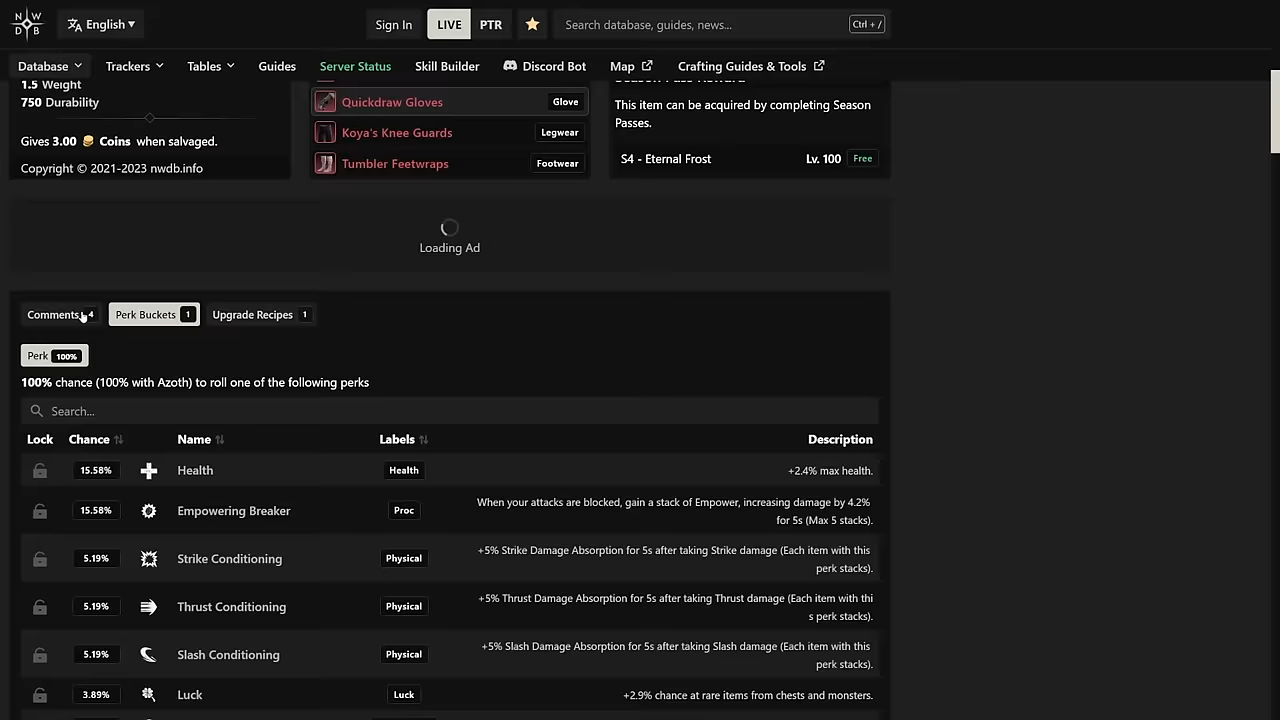 NWDB
English ▾
Sign In
LIVE
PTR
Search database, guides, news...
Ctrl + /
Database
Trackers
Tables
Guides
Server Status
Skill Builder
Discord Bot
Map
Crafting Guides & Tools
1.5 Weight
750 Durability
Gives 3.00 Coins when salvaged.
Copyright © 2021-2023 nwdb.info
Quickdraw Gloves Glove
Koya's Knee Guards Legwear
Tumbler Feetwraps Footwear
Season Pass Reward
This item can be acquired by completing Season
Passes.
S4 - Eternal Frost Lv. 100 Free
Loading Ad
Comments 4
Perk Buckets 1
Upgrade Recipes 1
Perk 100%
100% chance (100% with Azoth) to roll one of the following perks
Search...
Lock Chance Name Labels Description
15.58% Health Health +2.4% max health.
15.58% Empowering Breaker Proc When your attacks are blocked, gain a stack of Empower, increasing damage by 4.2%
for 5s (Max 5 stacks).
5.19% Strike Conditioning Physical +5% Strike Damage Absorption for 5s after taking Strike damage (Each item with this
perk stacks).
5.19% Thrust Conditioning Physical +5% Thrust Damage Absorption for 5s after taking Thrust damage (Each item with thi
s perk stacks).
5.19% Slash Conditioning Physical +5% Slash Damage Absorption for 5s after taking Slash damage (Each item with this
perk stacks).
3.89% Luck Luck +2.9% chance at rare items from chests and monsters.